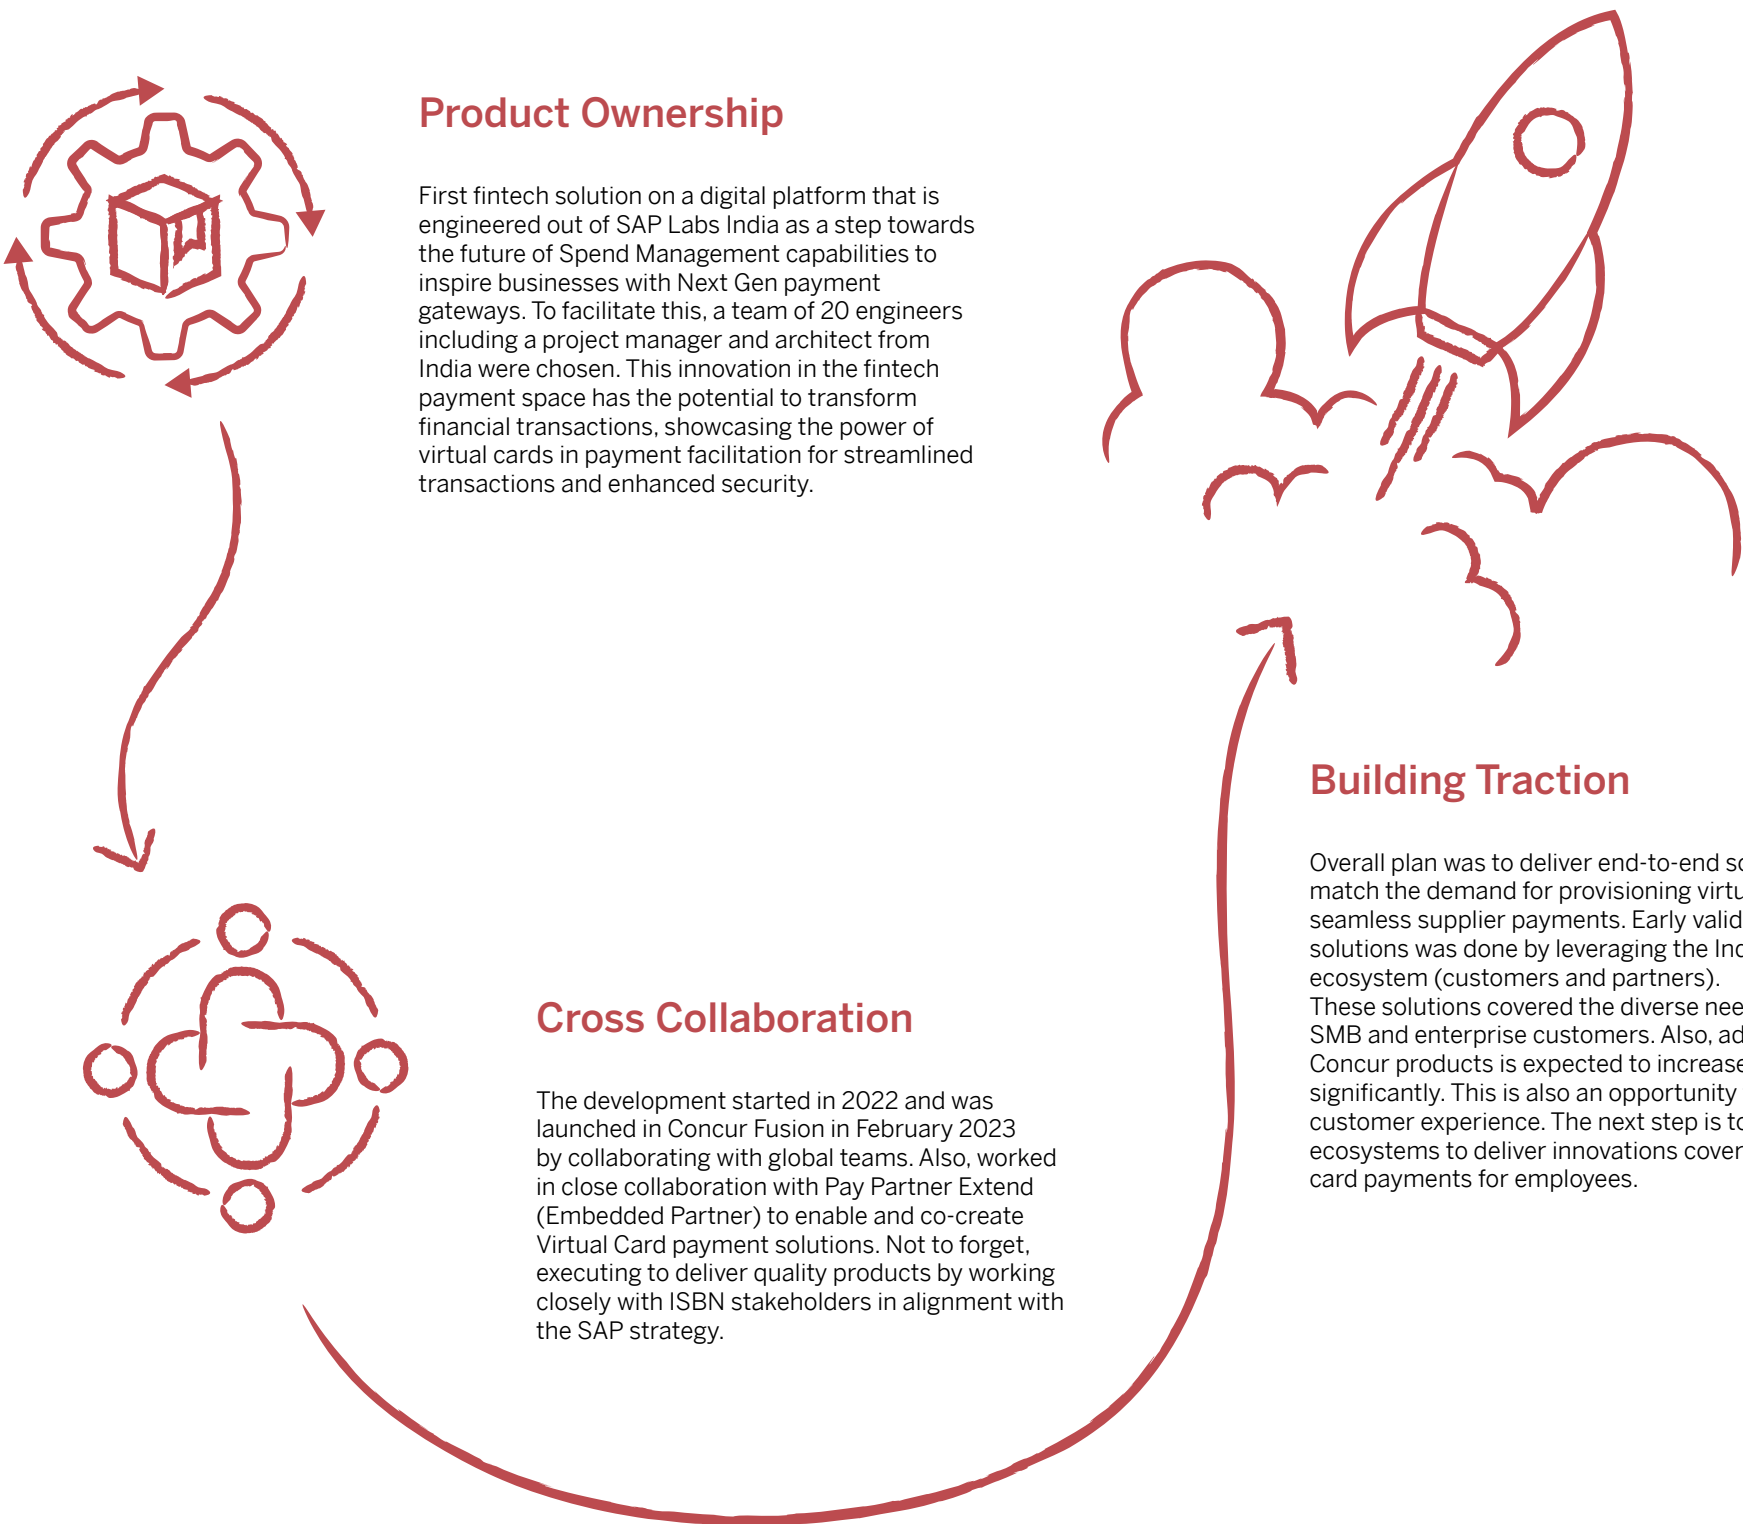 Product Ownership
First fintech solution on a digital platform that is
engineered out of SAP Labs India as a step towards
the future of Spend Management capabilities to
inspire businesses with Next Gen payment
gateways. To facilitate this, a team of 20 engineers
including a project manager and architect from
India were chosen. This innovation in the fintech
payment space has the potential to transform
financial transactions, showcasing the power of
virtual cards in payment facilitation for streamlined
transactions and enhanced security.
Cross Collaboration
The development started in 2022 and was
launched in Concur Fusion in February 2023
by collaborating with global teams. Also, worked
in close collaboration with Pay Partner Extend
(Embedded Partner) to enable and co-create
Virtual Card payment solutions. Not to forget,
executing to deliver quality products by working
closely with ISBN stakeholders in alignment with
the SAP strategy.
Building Traction
Overall plan was to deliver end-to-end
match the demand for provisioning
seamless supplier payments. Early
solutions was done by leveraging the
ecosystem (customers and partners).
These solutions covered the diverse
SMB and enterprise customers. Also,
Concur products is expected to increase
significantly. This is also an opportunity
customer experience. The next step is
ecosystems to deliver innovations
card payments for employees.